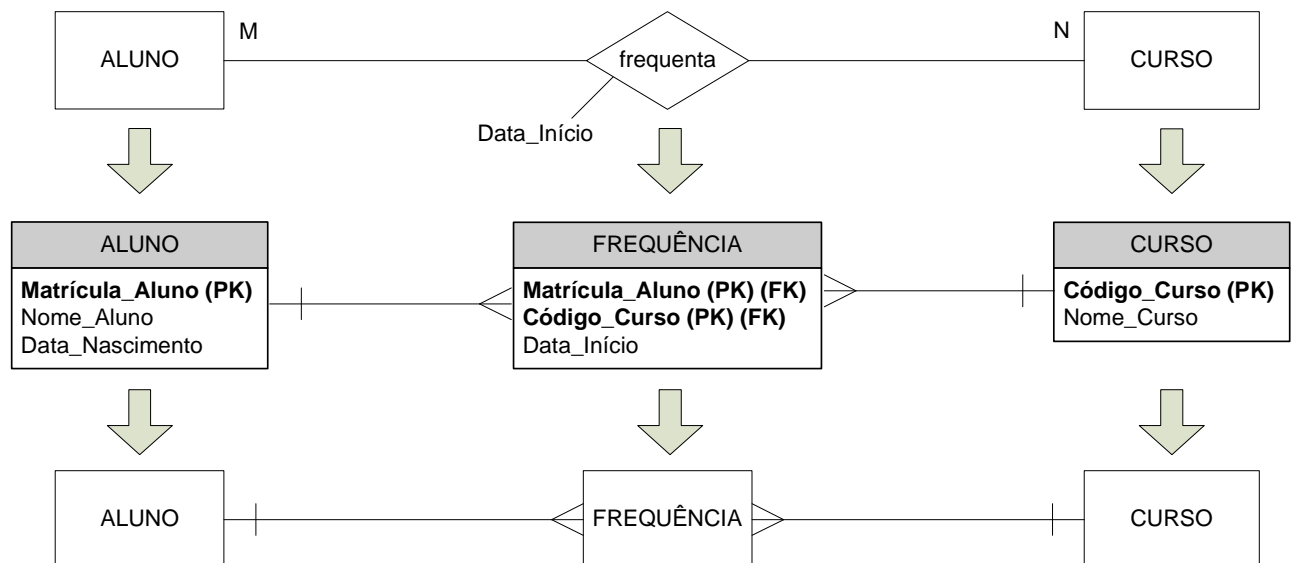 M
N
ALUNO
frequenta
CURSO
Data_Início
ALUNO
Matrícula_Aluno (PK)
Nome_Aluno
Data_Nascimento
FREQUÊNCIA
Matrícula_Aluno (PK) (FK)
Código_Curso (PK) (FK)
Data_Início
CURSO
Código_Curso (PK)
Nome_Curso
ALUNO
FREQUÊNCIA
CURSO